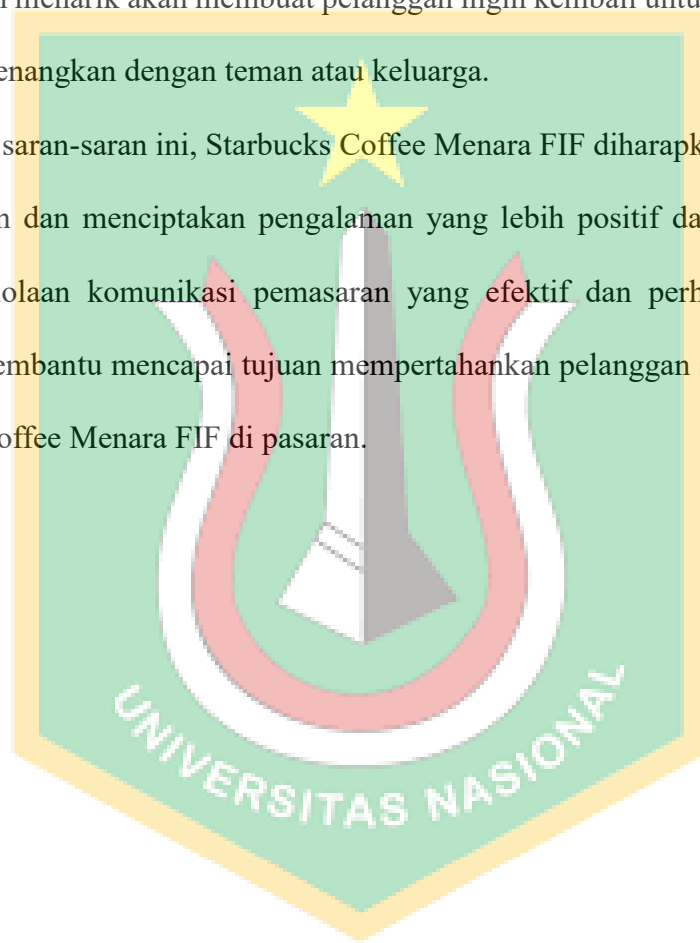 menarik akan membuat pelanggan ingin kembali untu
enangkan dengan teman atau keluarga.
saran-saran ini, Starbucks Coffee Menara FIF diharapk
n dan menciptakan pengalaman yang lebih positif da
olaan komunikasi pemasaran yang efektif dan perh
embantu mencapai tujuan mempertahankan pelanggan
offee Menara FIF di pasaran.
UNIVERSITAS NASIONAL